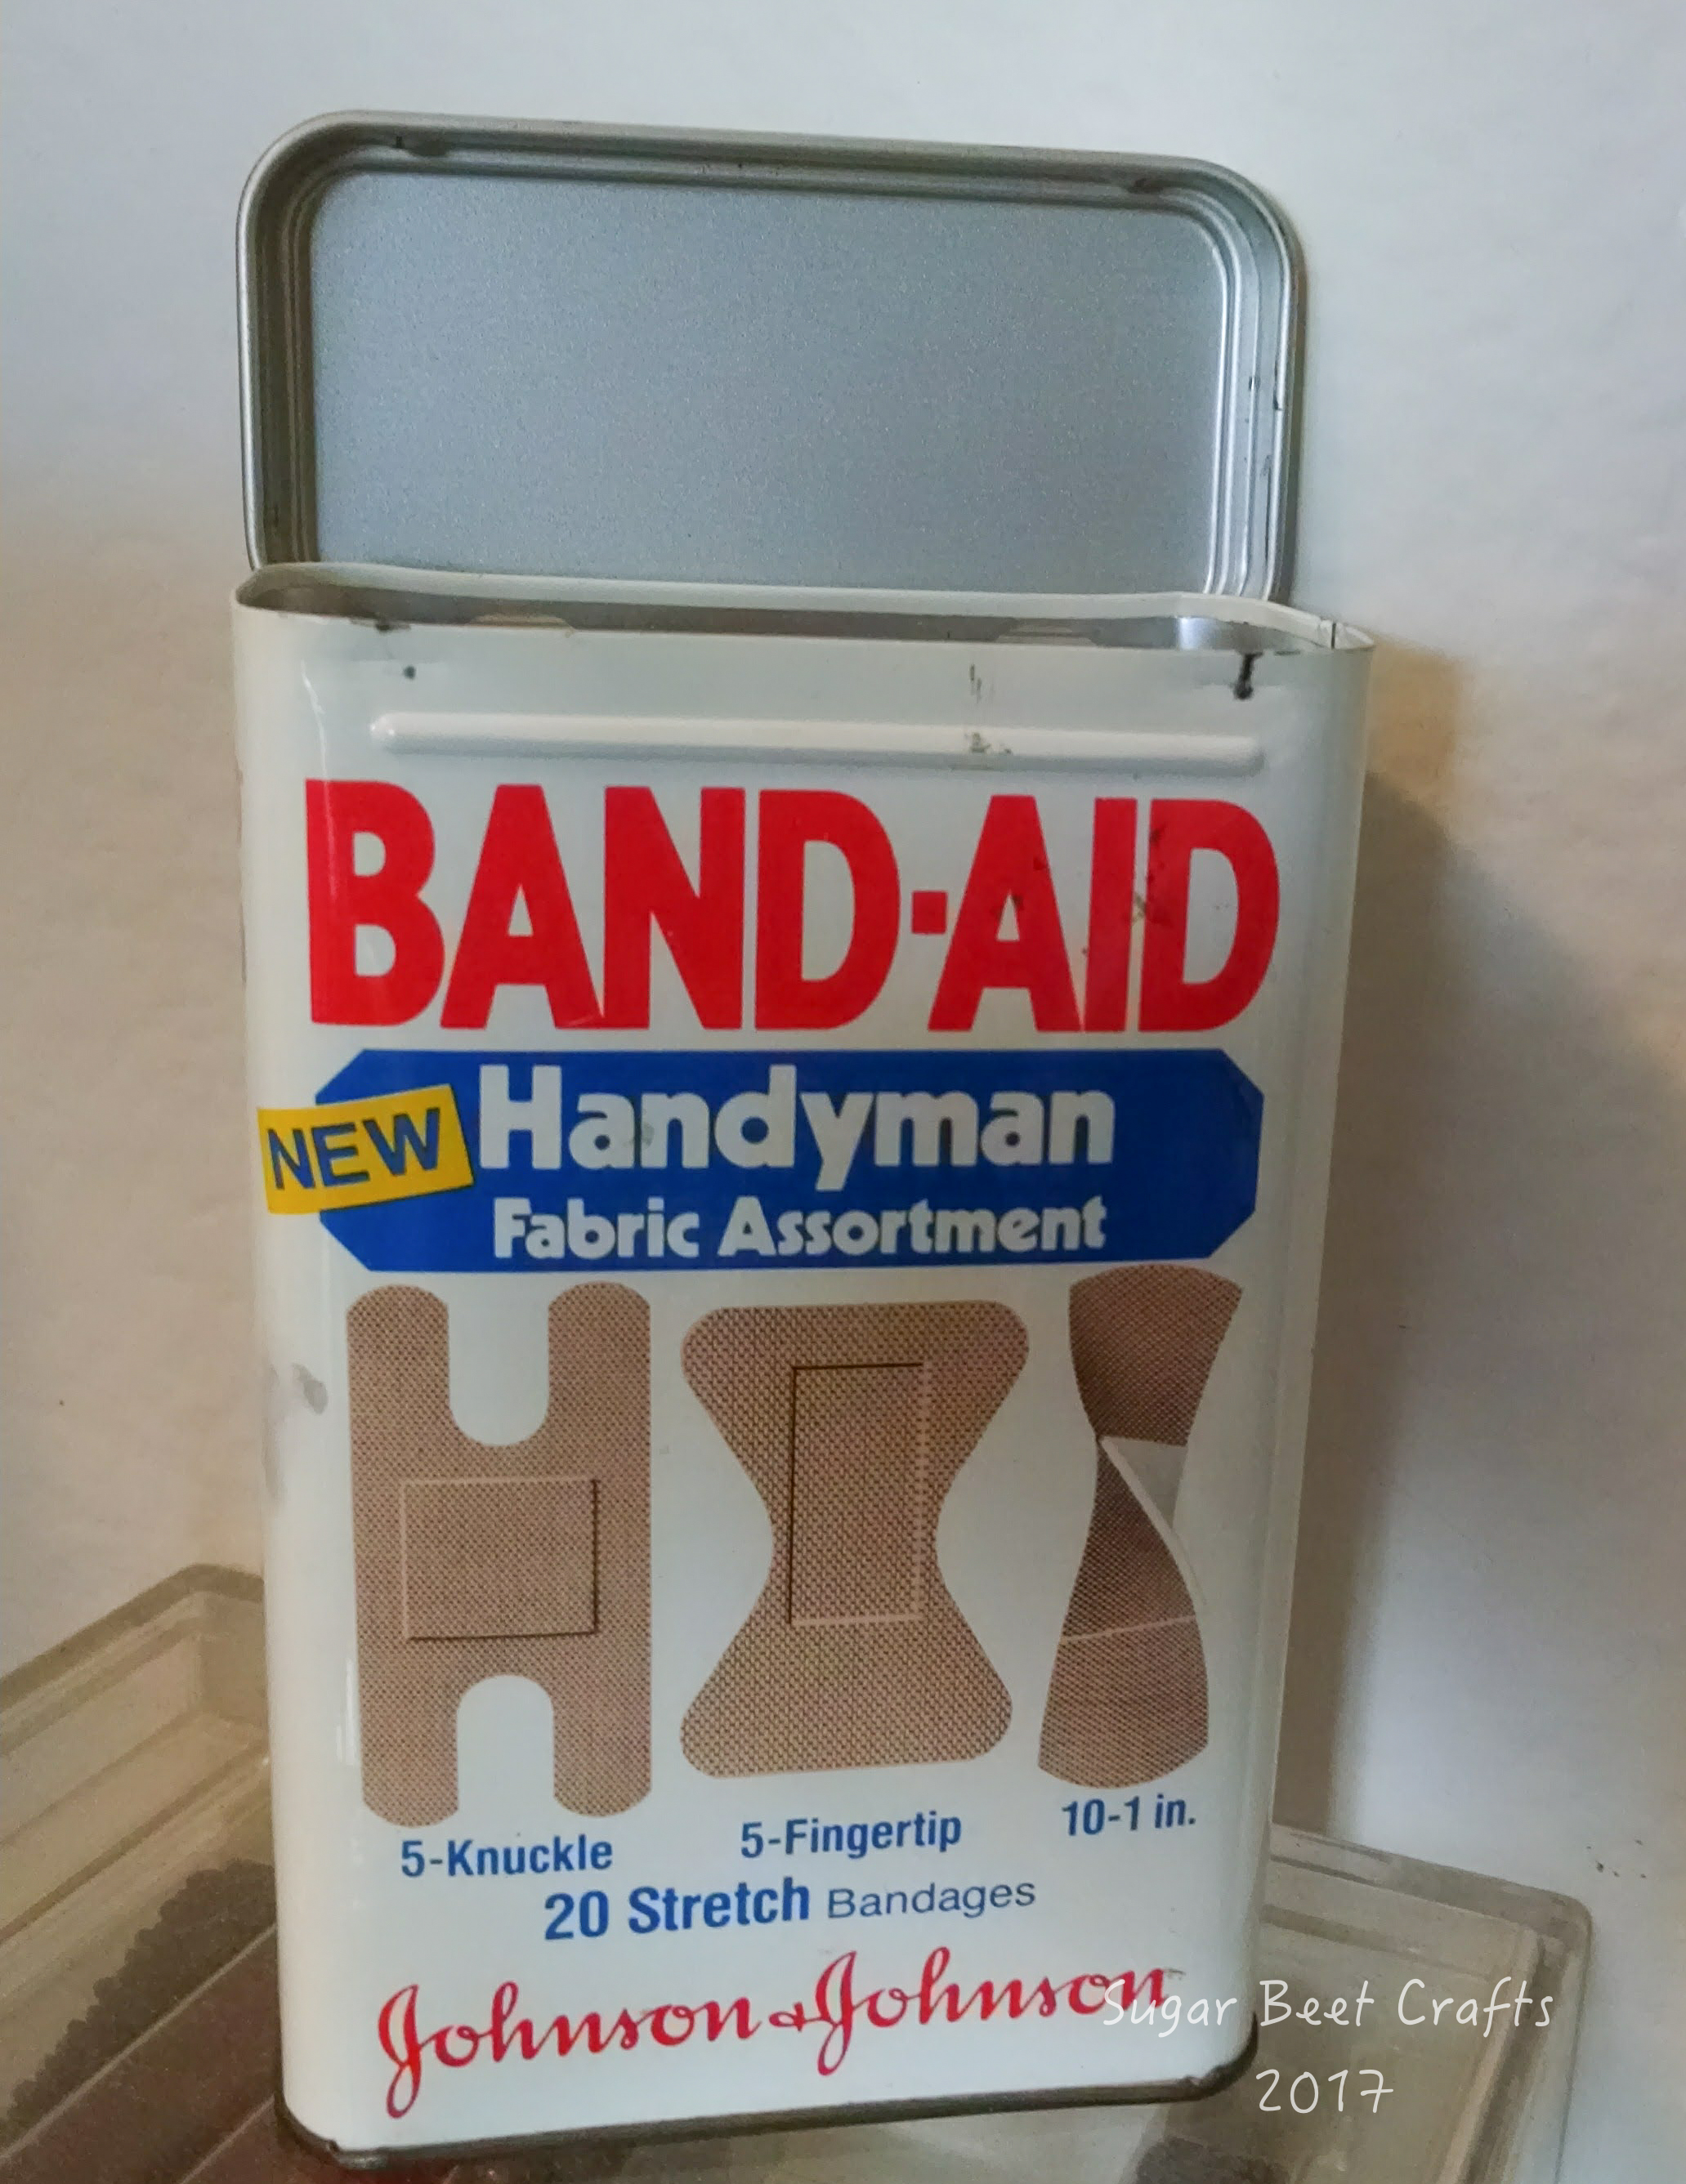 BAND-AID
NEW
Handyman
Fabric Assortment
5-Knuckle
5-Fingertip
10-1 in.
20 Stretch Bandages
Johnson & Johnson
Sugar Beet Crafts
2017